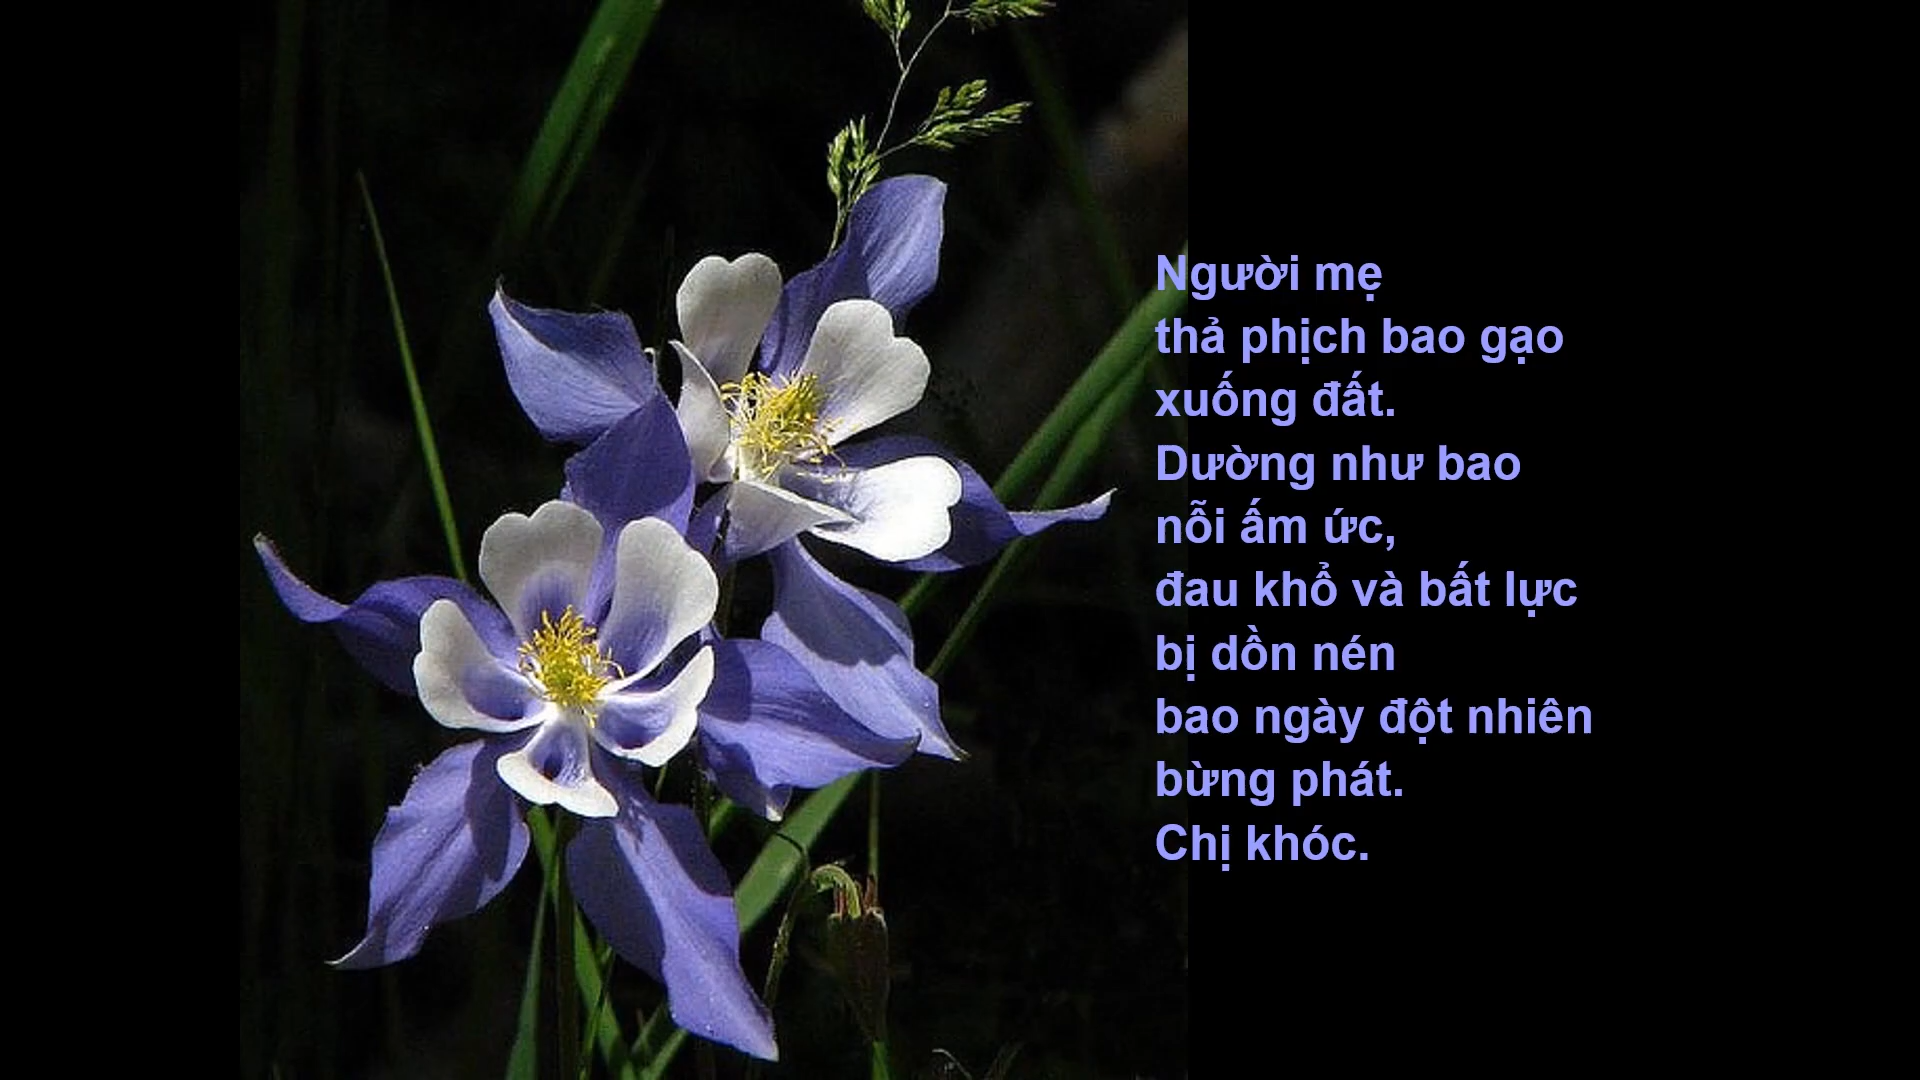 Người mẹ
thả phịch bao gạo
xuống đất.
Dường như bao
nỗi ấm ức,
đau khổ và bất lực
bị dồn nén
bao ngày đột nhiên
bừng phát.
Chị khóc.